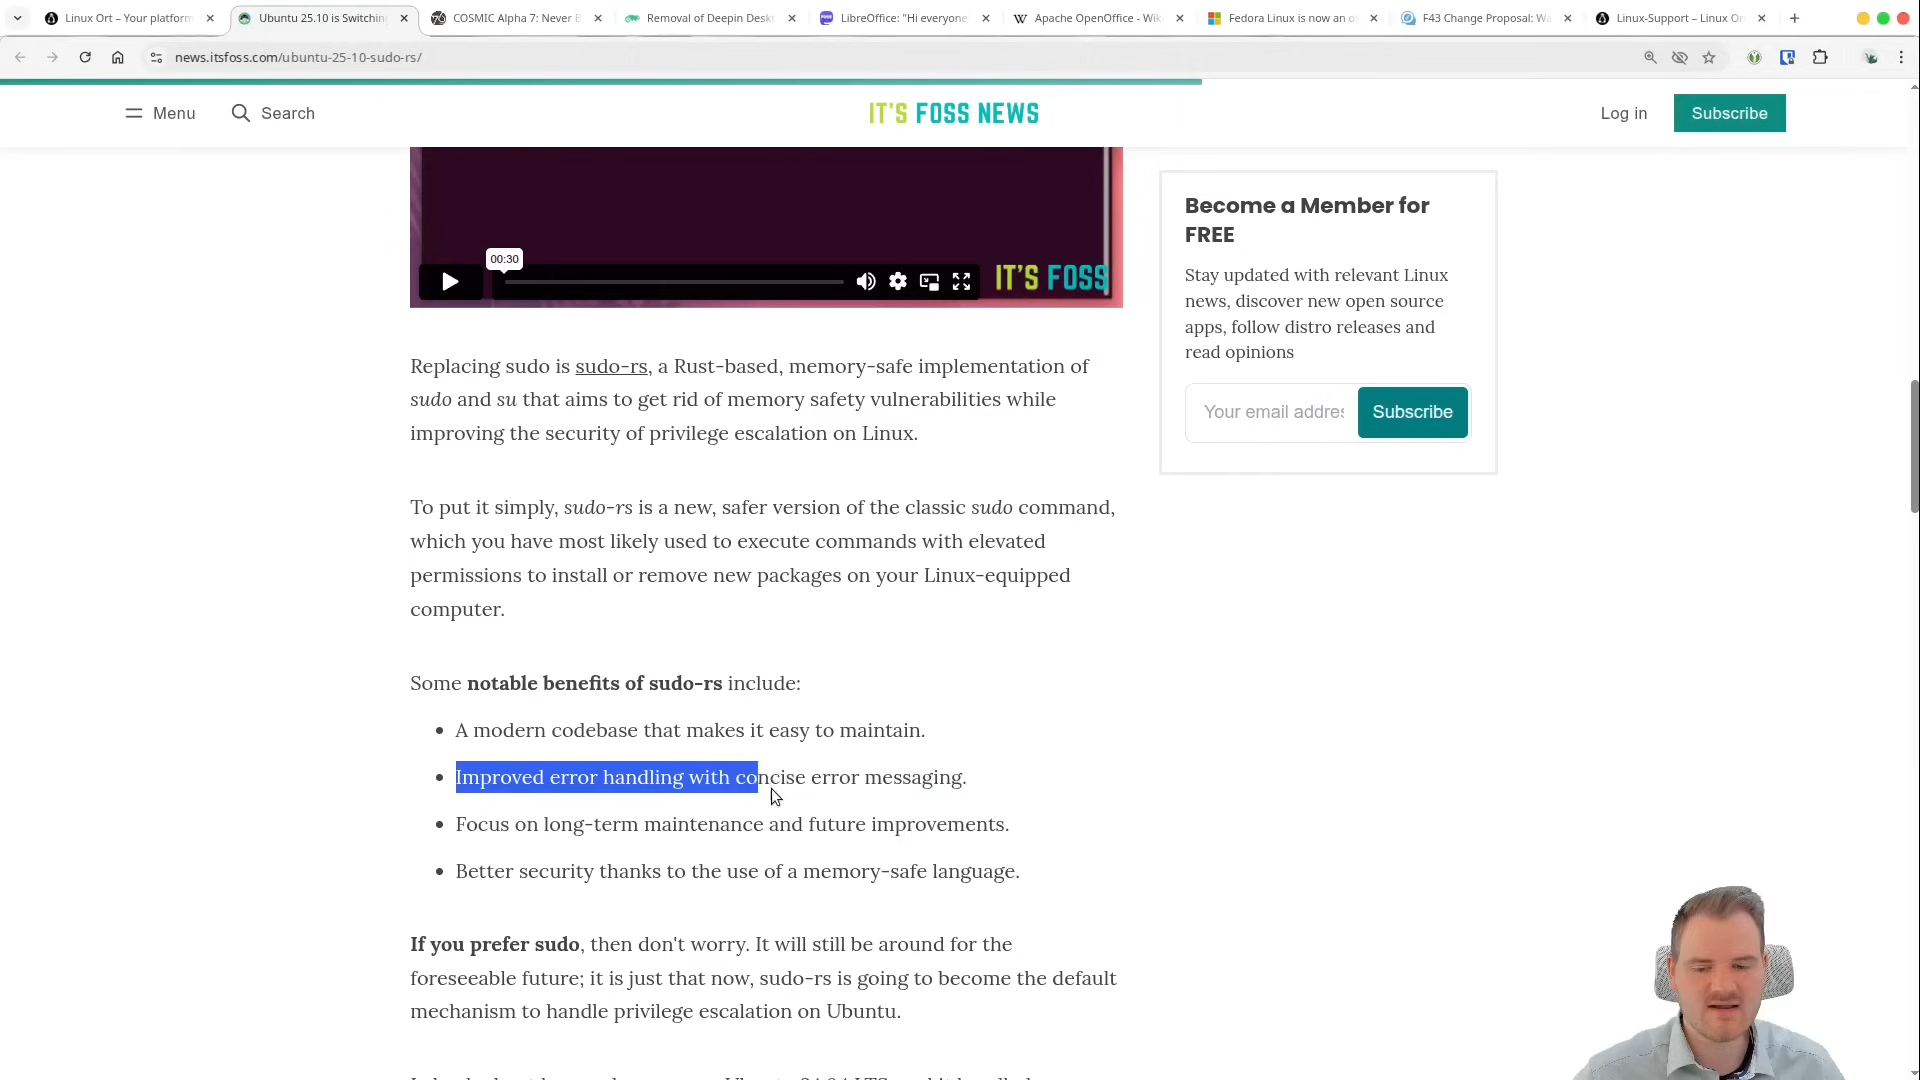 Linux Ort – Your platform
Ubuntu 25.10 is Switching
COSMIC Alpha 7: Never B
Removal of Deepin Deskt
LibreOffice: "Hi everyone
Apache OpenOffice - Wiki
Fedora Linux is now an o
F43 Change Proposal: Wa
Linux-Support – Linux Or
news.itsfoss.com/ubuntu-25-10-sudo-rs/
Menu
Search
IT'S FOSS NEWS
Log in
Subscribe
00:30
IT'S FOSS
Replacing sudo is sudo-rs, a Rust-based, memory-safe implementation of
sudo and su that aims to get rid of memory safety vulnerabilities while
improving the security of privilege escalation on Linux.
To put it simply, sudo-rs is a new, safer version of the classic sudo command,
which you have most likely used to execute commands with elevated
permissions to install or remove new packages on your Linux-equipped
computer.
Some notable benefits of sudo-rs include:
• A modern codebase that makes it easy to maintain.
• Improved error handling with concise error messaging.
• Focus on long-term maintenance and future improvements.
• Better security thanks to the use of a memory-safe language.
If you prefer sudo, then don't worry. It will still be around for the
foreseeable future; it is just that now, sudo-rs is going to become the default
mechanism to handle privilege escalation on Ubuntu.
Become a Member for
FREE
Stay updated with relevant Linux
news, discover new open source
apps, follow distro releases and
read opinions
Your email addres
Subscribe